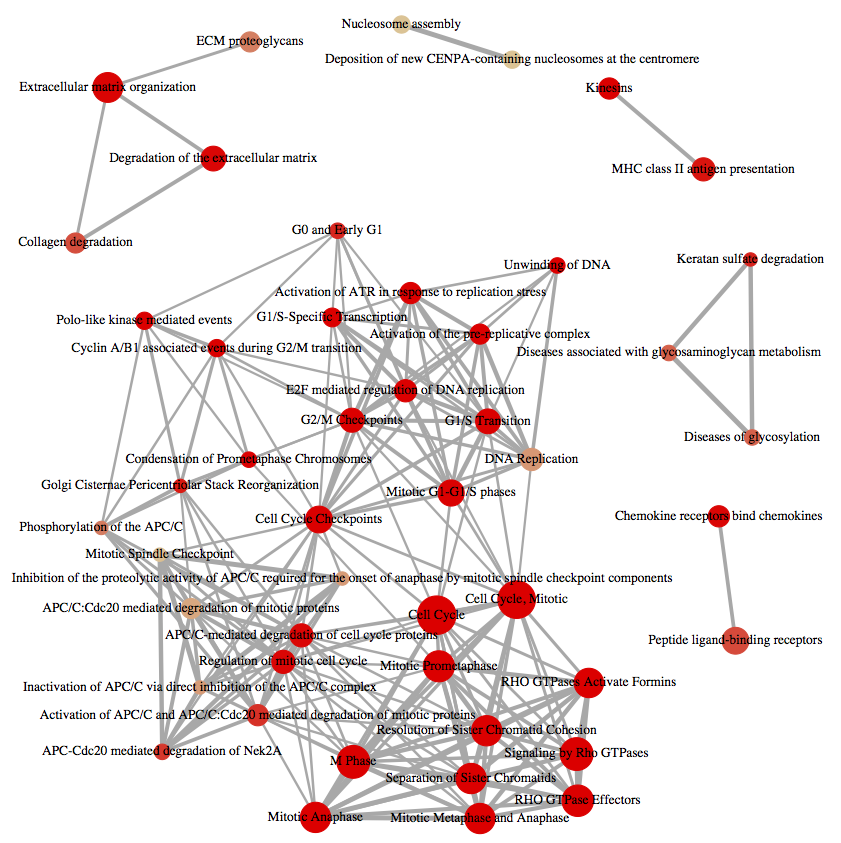 Nucleosome assembly
ECM proteoglycans
Deposition of new CENPA-containing nucleosomes at the centromere
Extracellular matrix organization
Kinesins
Degradation of the extracellular matrix
MHC class II antigen presentation
G0 and Early G1
Collagen degradation
Keratan sulfate degradation
Unwinding of DNA
Activation of ATR in response to replication stress
G1/S-Specific Transcription
Polo-like kinase mediated events
Activation of the pre-replicative complex
Cyclin A/B1 associated events during G2/M transition
Diseases associated with glycosaminoglycan metabolism
E2F mediated regulation of DNA replication
G2/M Checkpoints
G1/S Transition
Diseases of glycosylation
Condensation of Prometaphase Chromosomes
DNA Replication
Golgi Cisternae Pericentriolar Stack Reorganization
Mitotic G1-G1/S phases
Cell Cycle Checkpoints
Chemokine receptors bind chemokines
Phosphorylation of the APC/C
Mitotic Spindle Checkpoint
Inhibition of the proteolytic activity of APC/C required for the onset of anaphase by mitotic spindle checkpoint components
Cell Cycle, Mitotic
APC/C:Cdc20 mediated degradation of mitotic proteins
Cell Cycle
APC/C-mediated degradation of cell cycle proteins
Peptide ligand-binding receptors
Regulation of mitotic cell cycle
Mitotic Prometaphase
RHO GTPases Activate Formins
Inactivation of APC/C via direct inhibition of the APC/C complex
Activation of APC/C and APC/C:Cdc20 mediated degradation of mitotic proteins
Resolution of Sister Chromatid Cohesion
APC-Cdc20 mediated degradation of Nek2A
Signaling by Rho GTPases
M Phase
Separation of Sister Chromatids
RHO GTPase Effectors
Mitotic Anaphase
Mitotic Metaphase and Anaphase